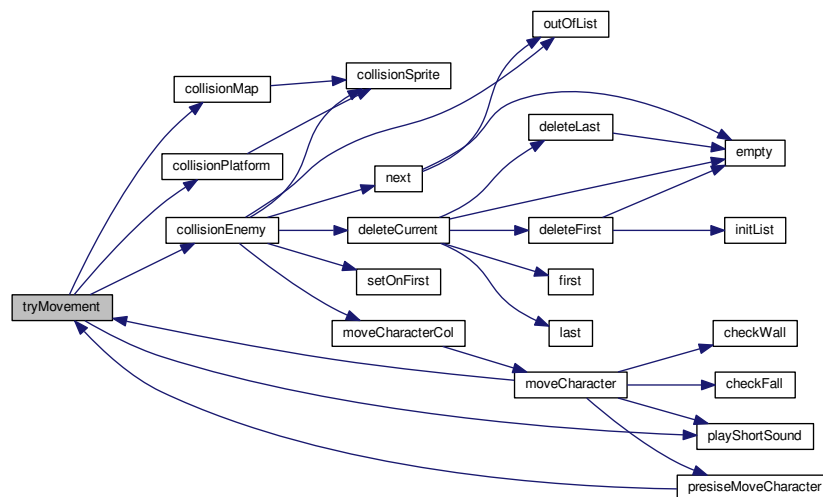 outOfList
collisionSprite
collisionMap
deleteLast
empty
collisionPlatform
next
collisionEnemy
deleteCurrent
deleteFirst
initList
setOnFirst
first
tryMovement
moveCharacterCol
last
checkWall
moveCharacter
checkFall
playShortSound
presiseMoveCharacter